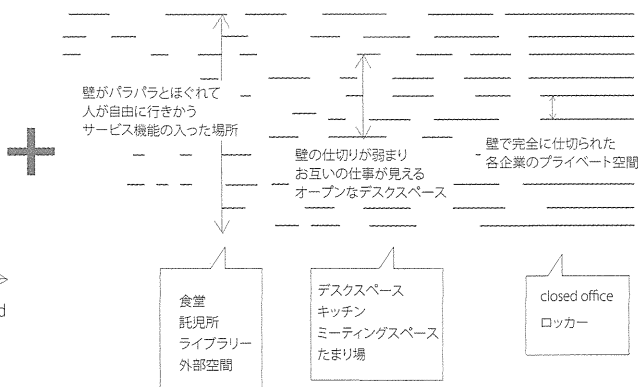 壁がパラパラとほぐれて
人が自由に行きかう
サービス機能の入った場所
壁の仕切りが弱まり
お互いの仕事が見える
オープンなデスクスペース
壁で完全に仕切られた
各企業のプライベート空間
食堂
託児所
ライブラリー
外部空間
デスクスペース
キッチン
ミーティングスペース
たまり場
closed office
ロッカー